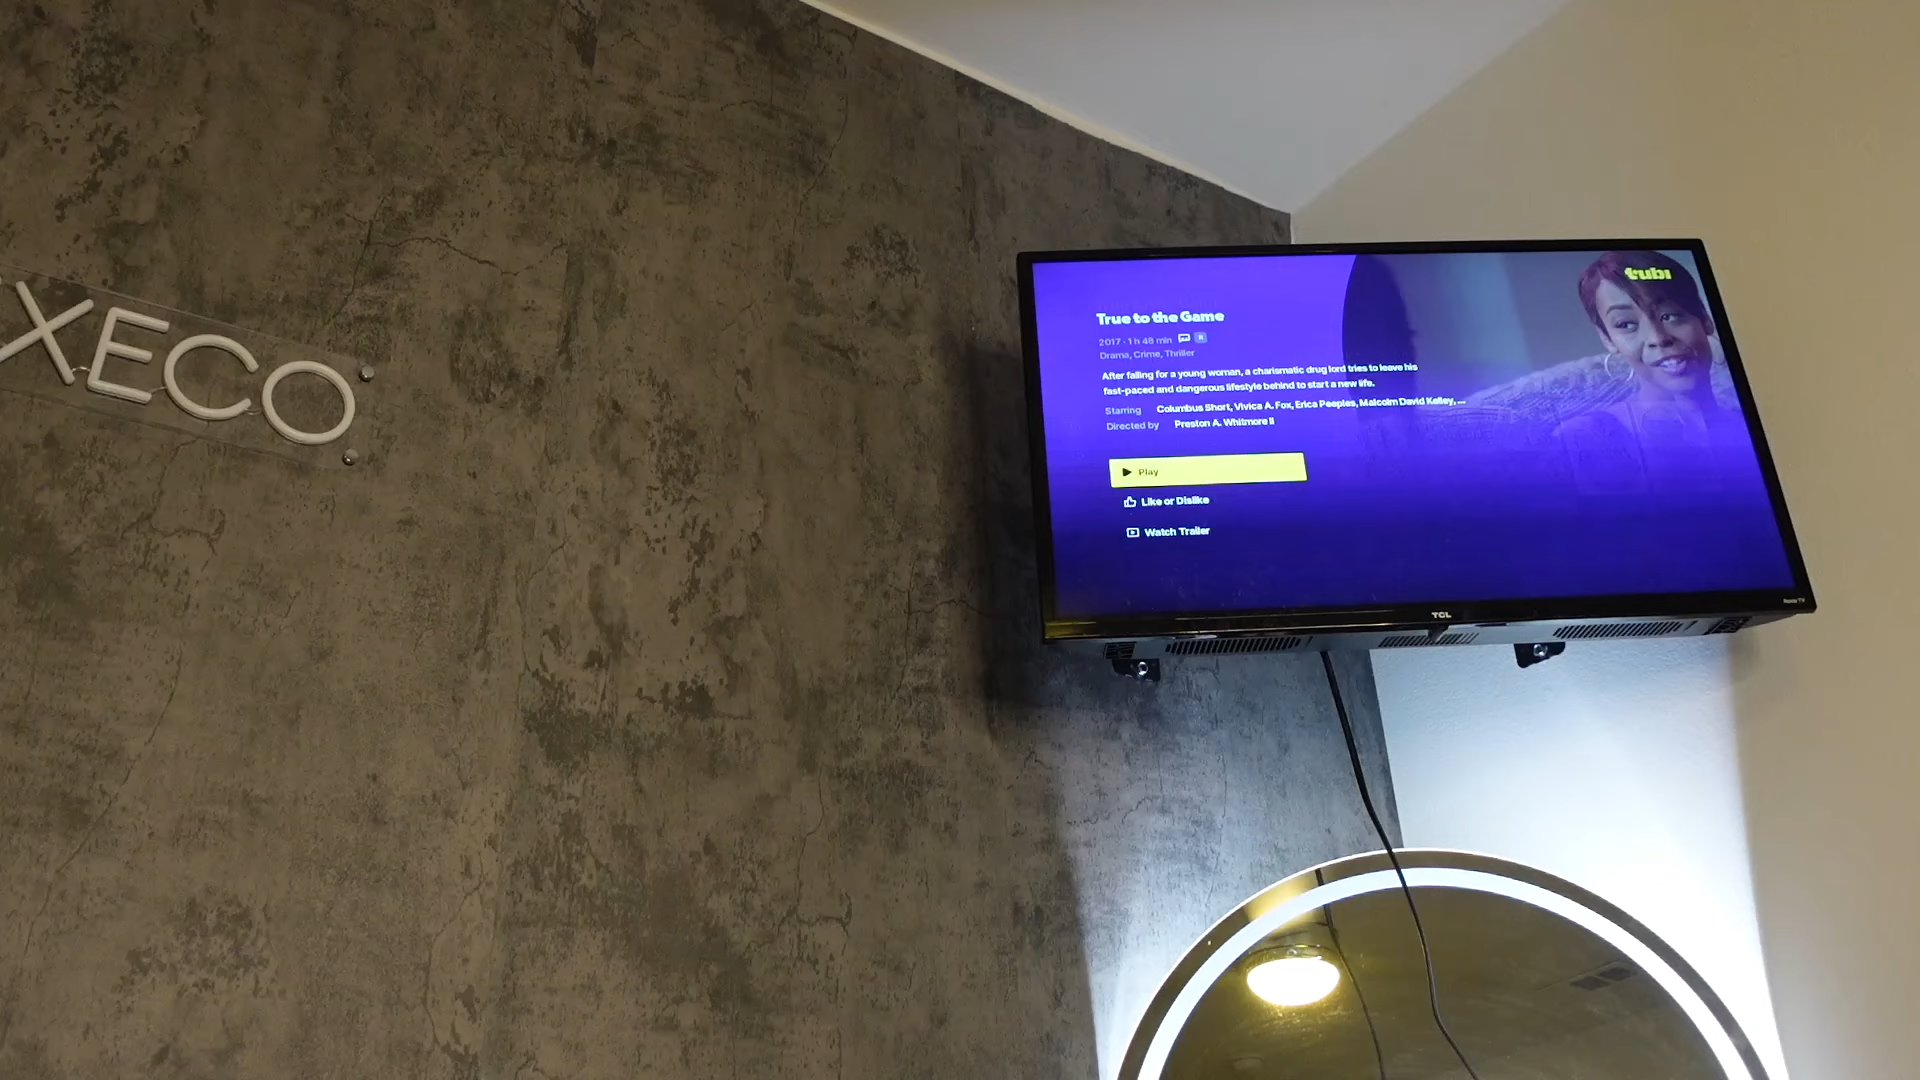 XECO
tubi
True to the Game
2017 · 1 h 48 min R
Drama, Crime, Thriller
After falling for a young woman, a charismatic drug lord tries to leave his
fast-paced and dangerous lifestyle behind to start a new life.
Starring Columbus Short, Vivica A. Fox, Erica Peeples, Malcolm David Kelley, ...
Directed by Preston A. Whitmore II
Play
Like or Dislike
Watch Trailer
TCL
Roku TV